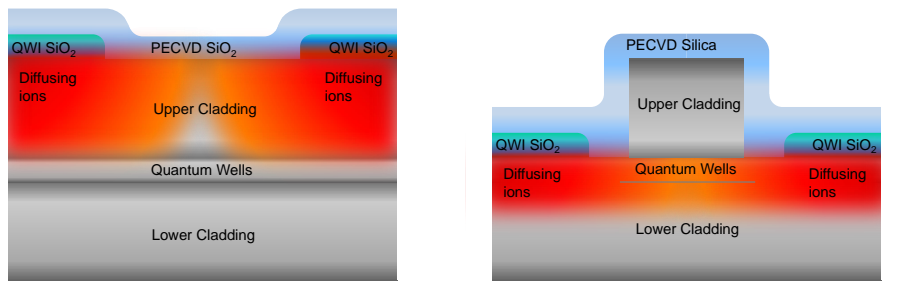 QWI SiO₂
PECVD SiO₂
QWI SiO₂
Diffusing
ions
Diffusing
ions
Upper Cladding
Quantum Wells
Lower Cladding
PECVD Silica
Upper Cladding
QWI SiO₂
QWI SiO₂
Quantum Wells
Diffusing
ions
Diffusing
ions
Lower Cladding